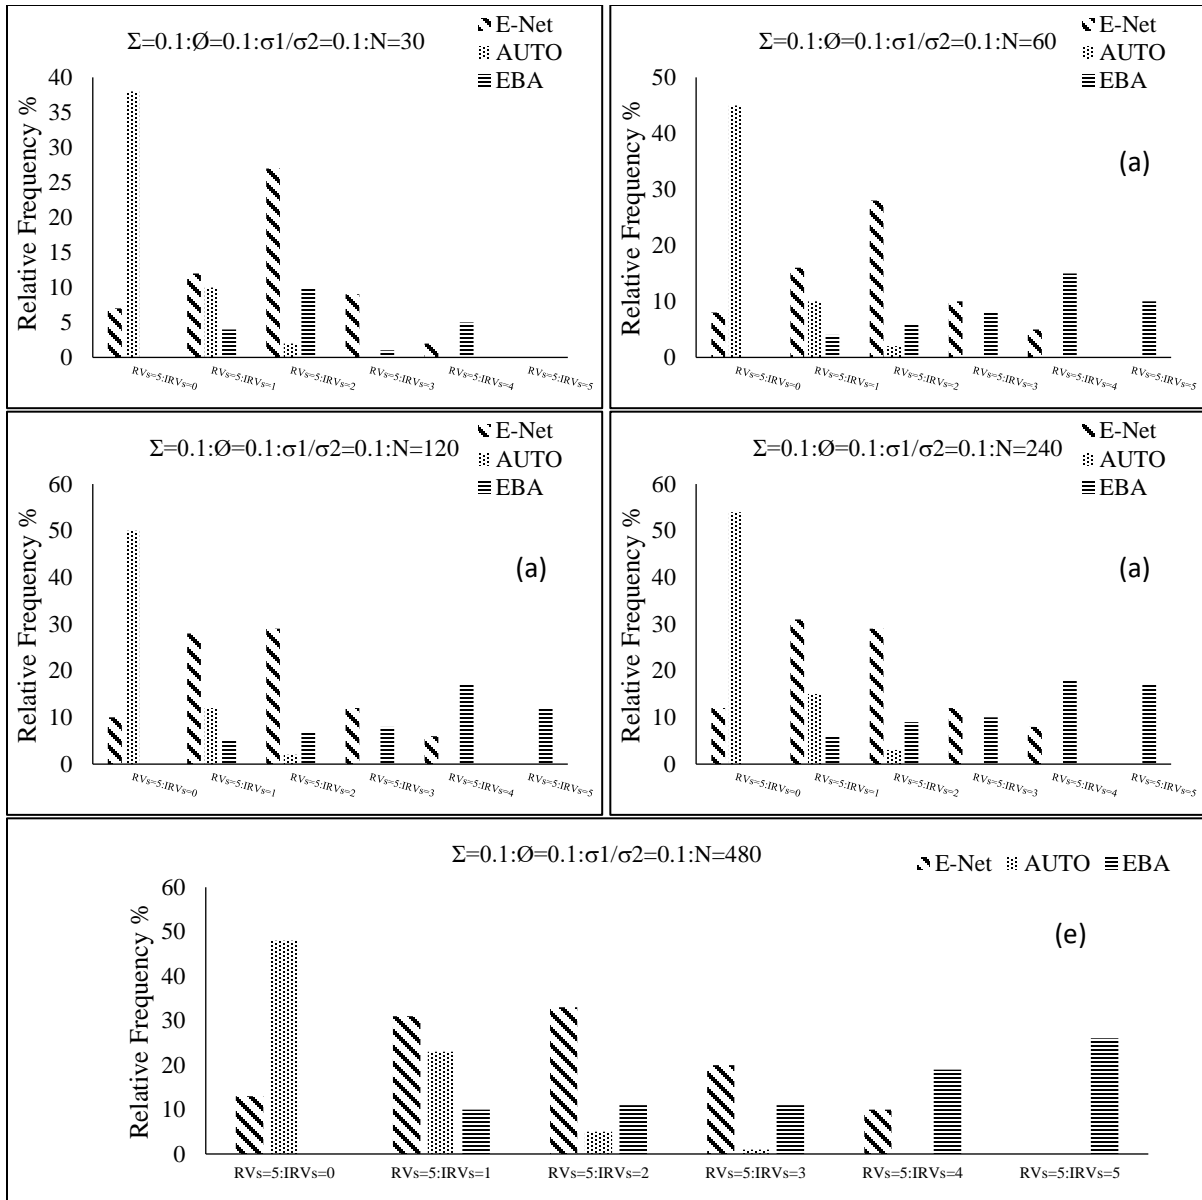 Σ=0.1:Ø=0.1:σ1/σ2=0.1:N=30
E-Net
AUTO
EBA
Relative Frequency %
40
35
30
25
20
15
10
5
0
RVs=5:IRVs=0
RVs=5:IRVs=1
RVs=5:IRVs=2
RVs=5:IRVs=3
RVs=5:IRVs=4
RVs=5:IRVs=5
Σ=0.1:Ø=0.1:σ1/σ2=0.1:N=60
E-Net
AUTO
EBA
(a)
Relative Frequency %
50
40
30
20
10
0
RVs=5:IRVs=0
RVs=5:IRVs=1
RVs=5:IRVs=2
RVs=5:IRVs=3
RVs=5:IRVs=4
RVs=5:IRVs=5
Σ=0.1:Ø=0.1:σ1/σ2=0.1:N=120
E-Net
AUTO
EBA
(a)
Relative Frequency %
60
50
40
30
20
10
0
RVs=5:IRVs=0
RVs=5:IRVs=1
RVs=5:IRVs=2
RVs=5:IRVs=3
RVs=5:IRVs=4
RVs=5:IRVs=5
Σ=0.1:Ø=0.1:σ1/σ2=0.1:N=240
E-Net
AUTO
EBA
(a)
Relative Frequency %
60
50
40
30
20
10
0
RVs=5:IRVs=0
RVs=5:IRVs=1
RVs=5:IRVs=2
RVs=5:IRVs=3
RVs=5:IRVs=4
RVs=5:IRVs=5
Σ=0.1:Ø=0.1:σ1/σ2=0.1:N=480
E-Net AUTO EBA
(e)
Relative Frequency %
60
50
40
30
20
10
0
RVs=5:IRVs=0 RVs=5:IRVs=1 RVs=5:IRVs=2 RVs=5:IRVs=3 RVs=5:IRVs=4 RVs=5:IRVs=5